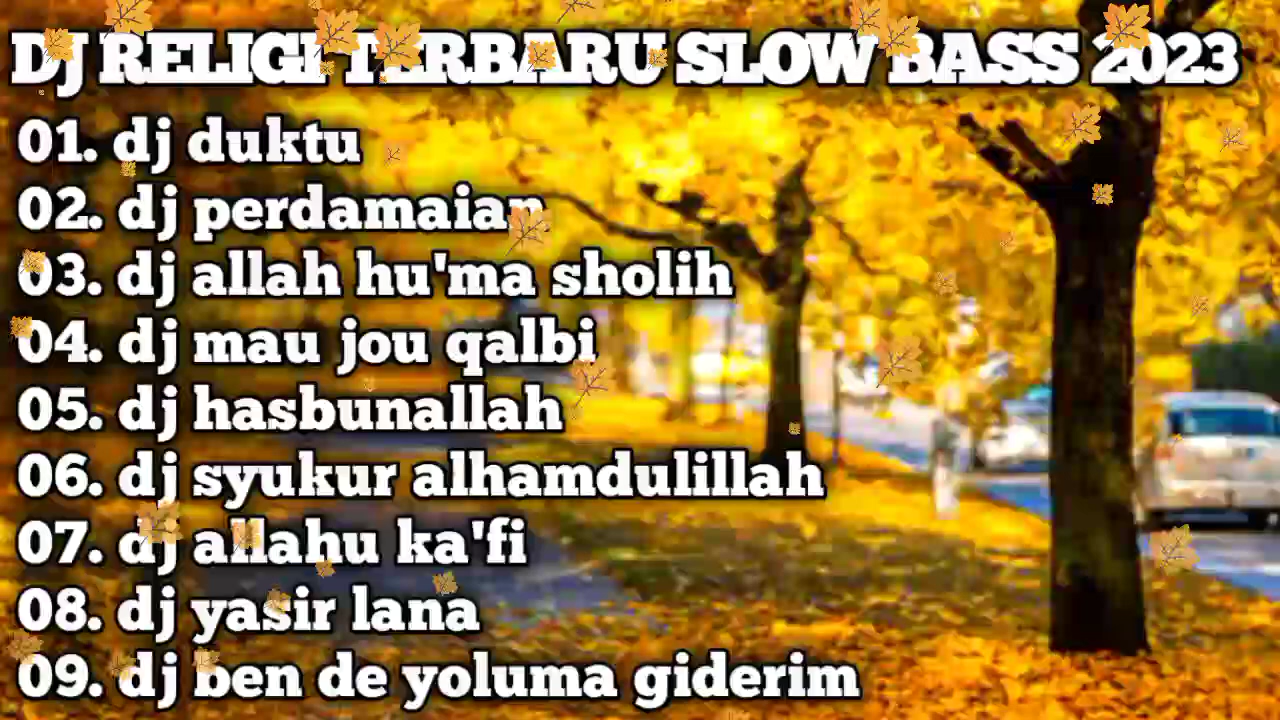 DJ RELIGI TERBARU SLOW BASS 2023
01. dj duktu
02. dj perdamaian
03. dj allah hu'ma sholih
04. dj mau jou qalbi
05. dj hasbunallah
06. dj syukur alhamdulillah
07. dj allahu ka'fi
08. dj yasir lana
09. dj ben de yoluma giderim